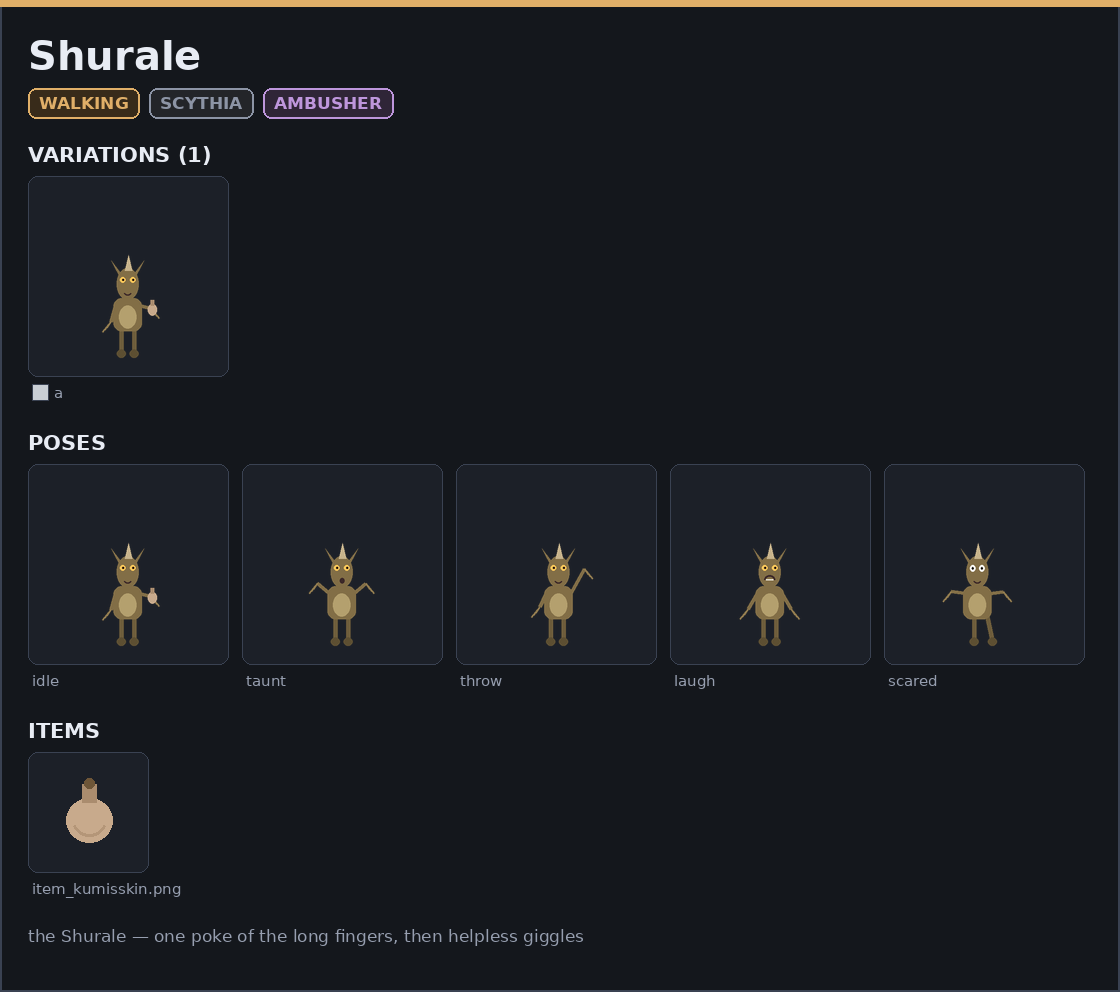 Shurale
WALKING SCYTHIA AMBUSHER
VARIATIONS (1)
a
POSES
idle taunt throw laugh scared
ITEMS
item_kumisskin.png
the Shurale — one poke of the long fingers, then helpless giggles